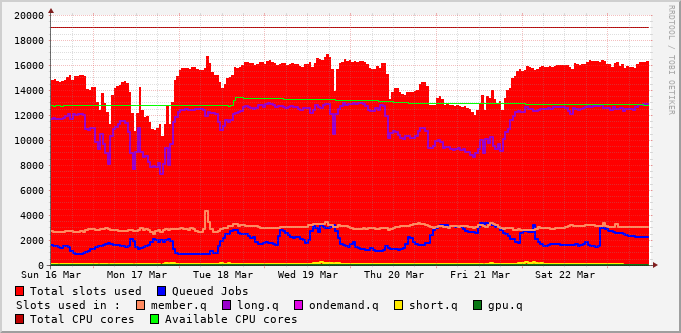 20000
18000
16000
14000
12000
10000
8000
6000
4000
2000
0
Sun 16 Mar Mon 17 Mar Tue 18 Mar Wed 19 Mar Thu 20 Mar Fri 21 Mar Sat 22 Mar
Total slots used Queued Jobs
Slots used in : member.q long.q ondemand.q short.q gpu.q
Total CPU cores Available CPU cores
RRDTOOL / TOBI OETIKER